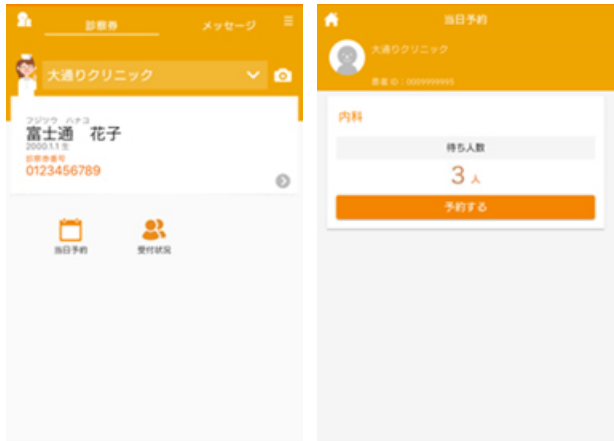 診察券
メッセージ
大通りクリニック
フジツウ ハナコ
富士通 花子
2000.1.1 生
診察券番号
0123456789
当日予約
受付状況
当日予約
大通りクリニック
患者 ID：0009999995
内科
待ち人数
3 人
予約する